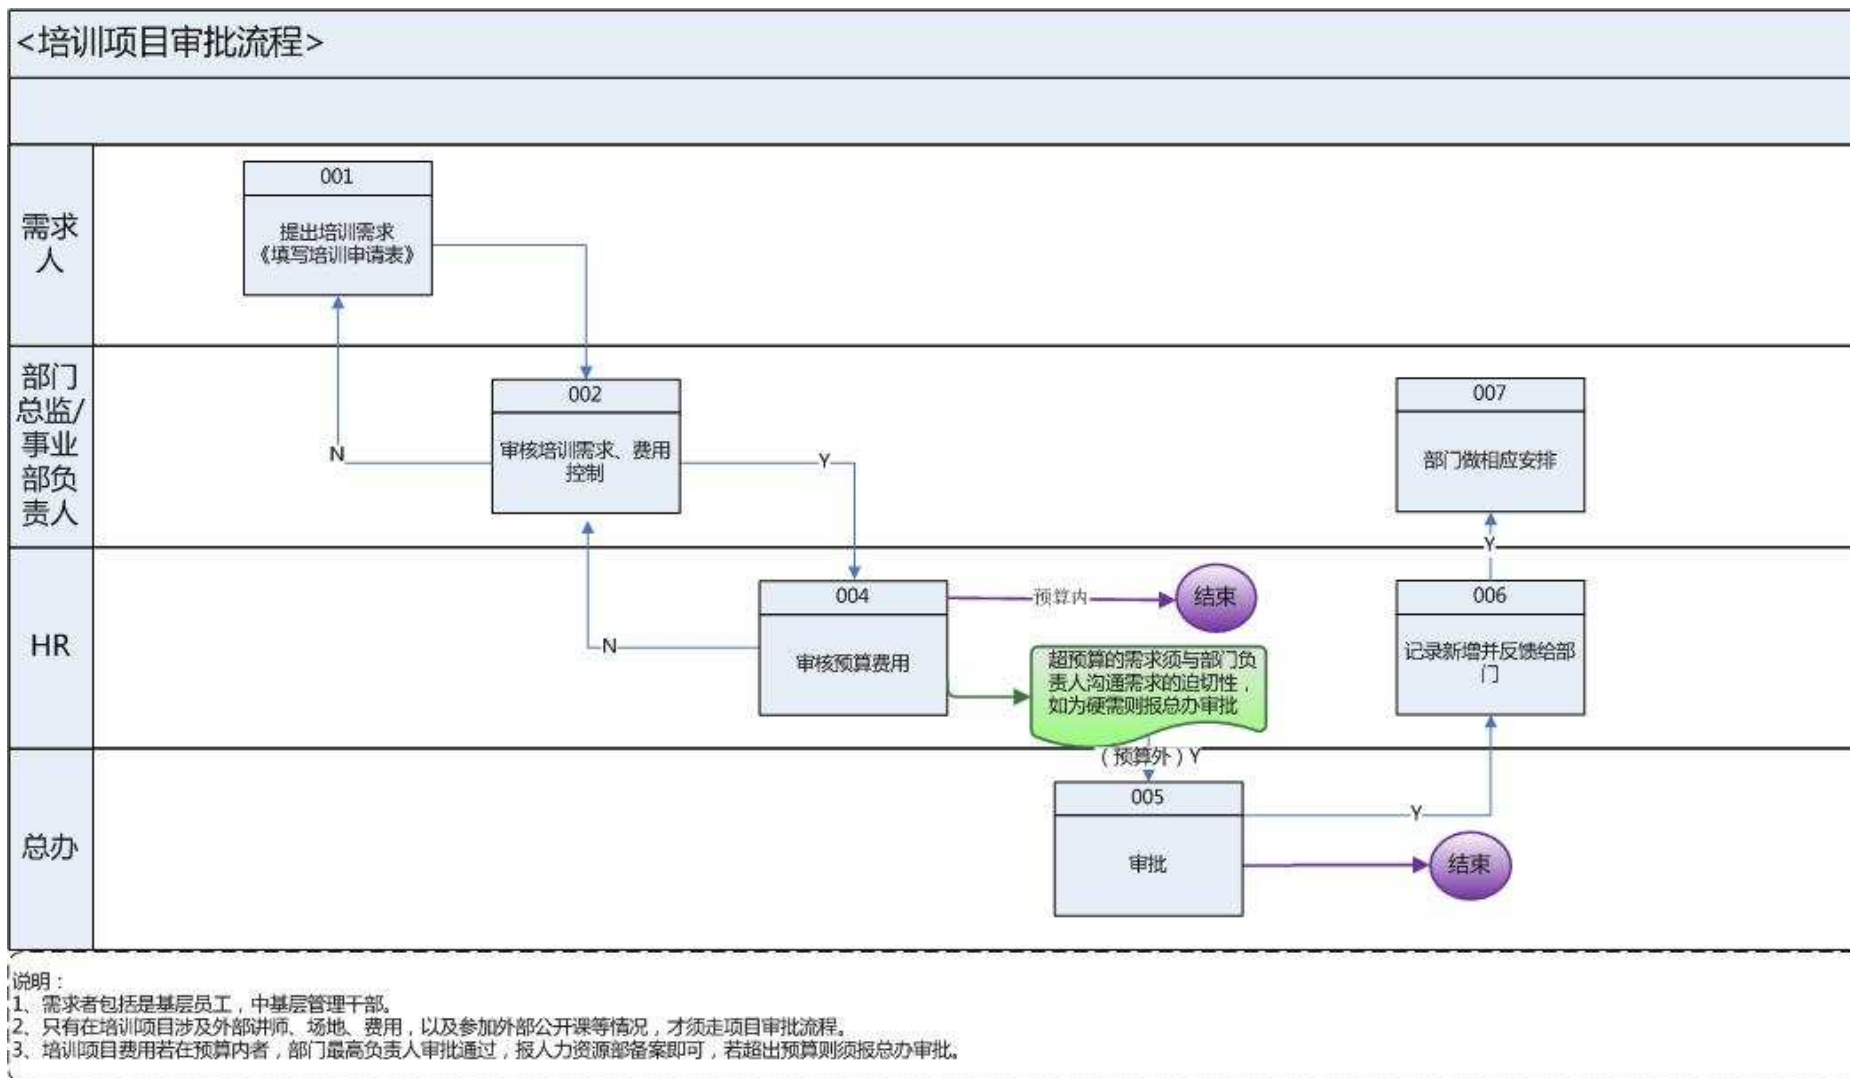 <培训项目审批流程>
需求
人
001
提出培训需求
《填写培训申请表》
部门
总监/
事业
部负
责人
002
审核培训需求、费用
控制
N
Y
007
部门做相应安排
Y
HR
004
审核预算费用
N
预算内
结束
超预算的需求须与部门负
责人沟通需求的迫切性，
如为硬需则报总办审批
006
记录新增并反馈给部
门
（预算外）Y
总办
005
审批
Y
结束
说明：
1、需求者包括是基层员工，中基层管理干部。
2、只有在培训项目涉及外部讲师、场地、费用，以及参加外部公开课等情况，才须走项目审批流程。
3、培训项目费用若在预算内者，部门最高负责人审批通过，报人力资源部备案即可，若超出预算则须报总办审批。